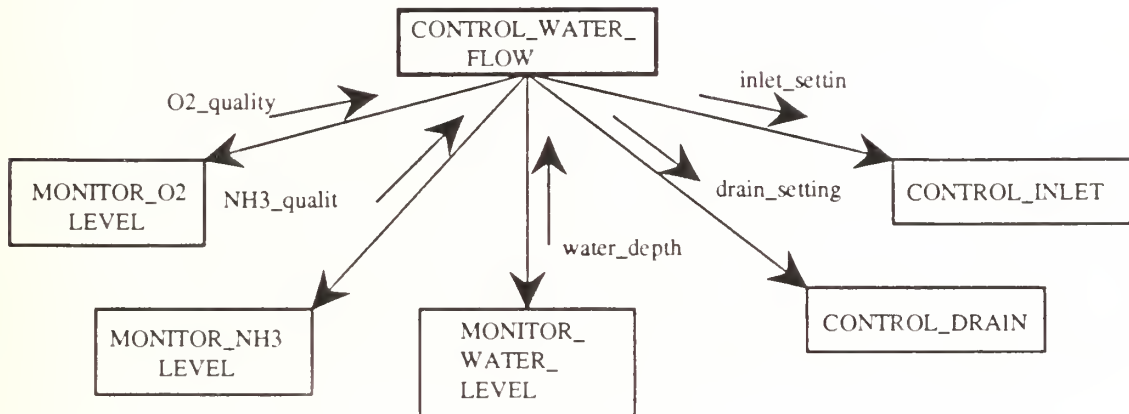 CONTROL_WATER_
FLOW
O2_quality
inlet_settin
MONITOR_O2
LEVEL
NH3_qualit
drain_setting
CONTROL_INLET
water_depth
MONITOR_NH3
LEVEL
MONITOR_
WATER_
LEVEL
CONTROL_DRAIN